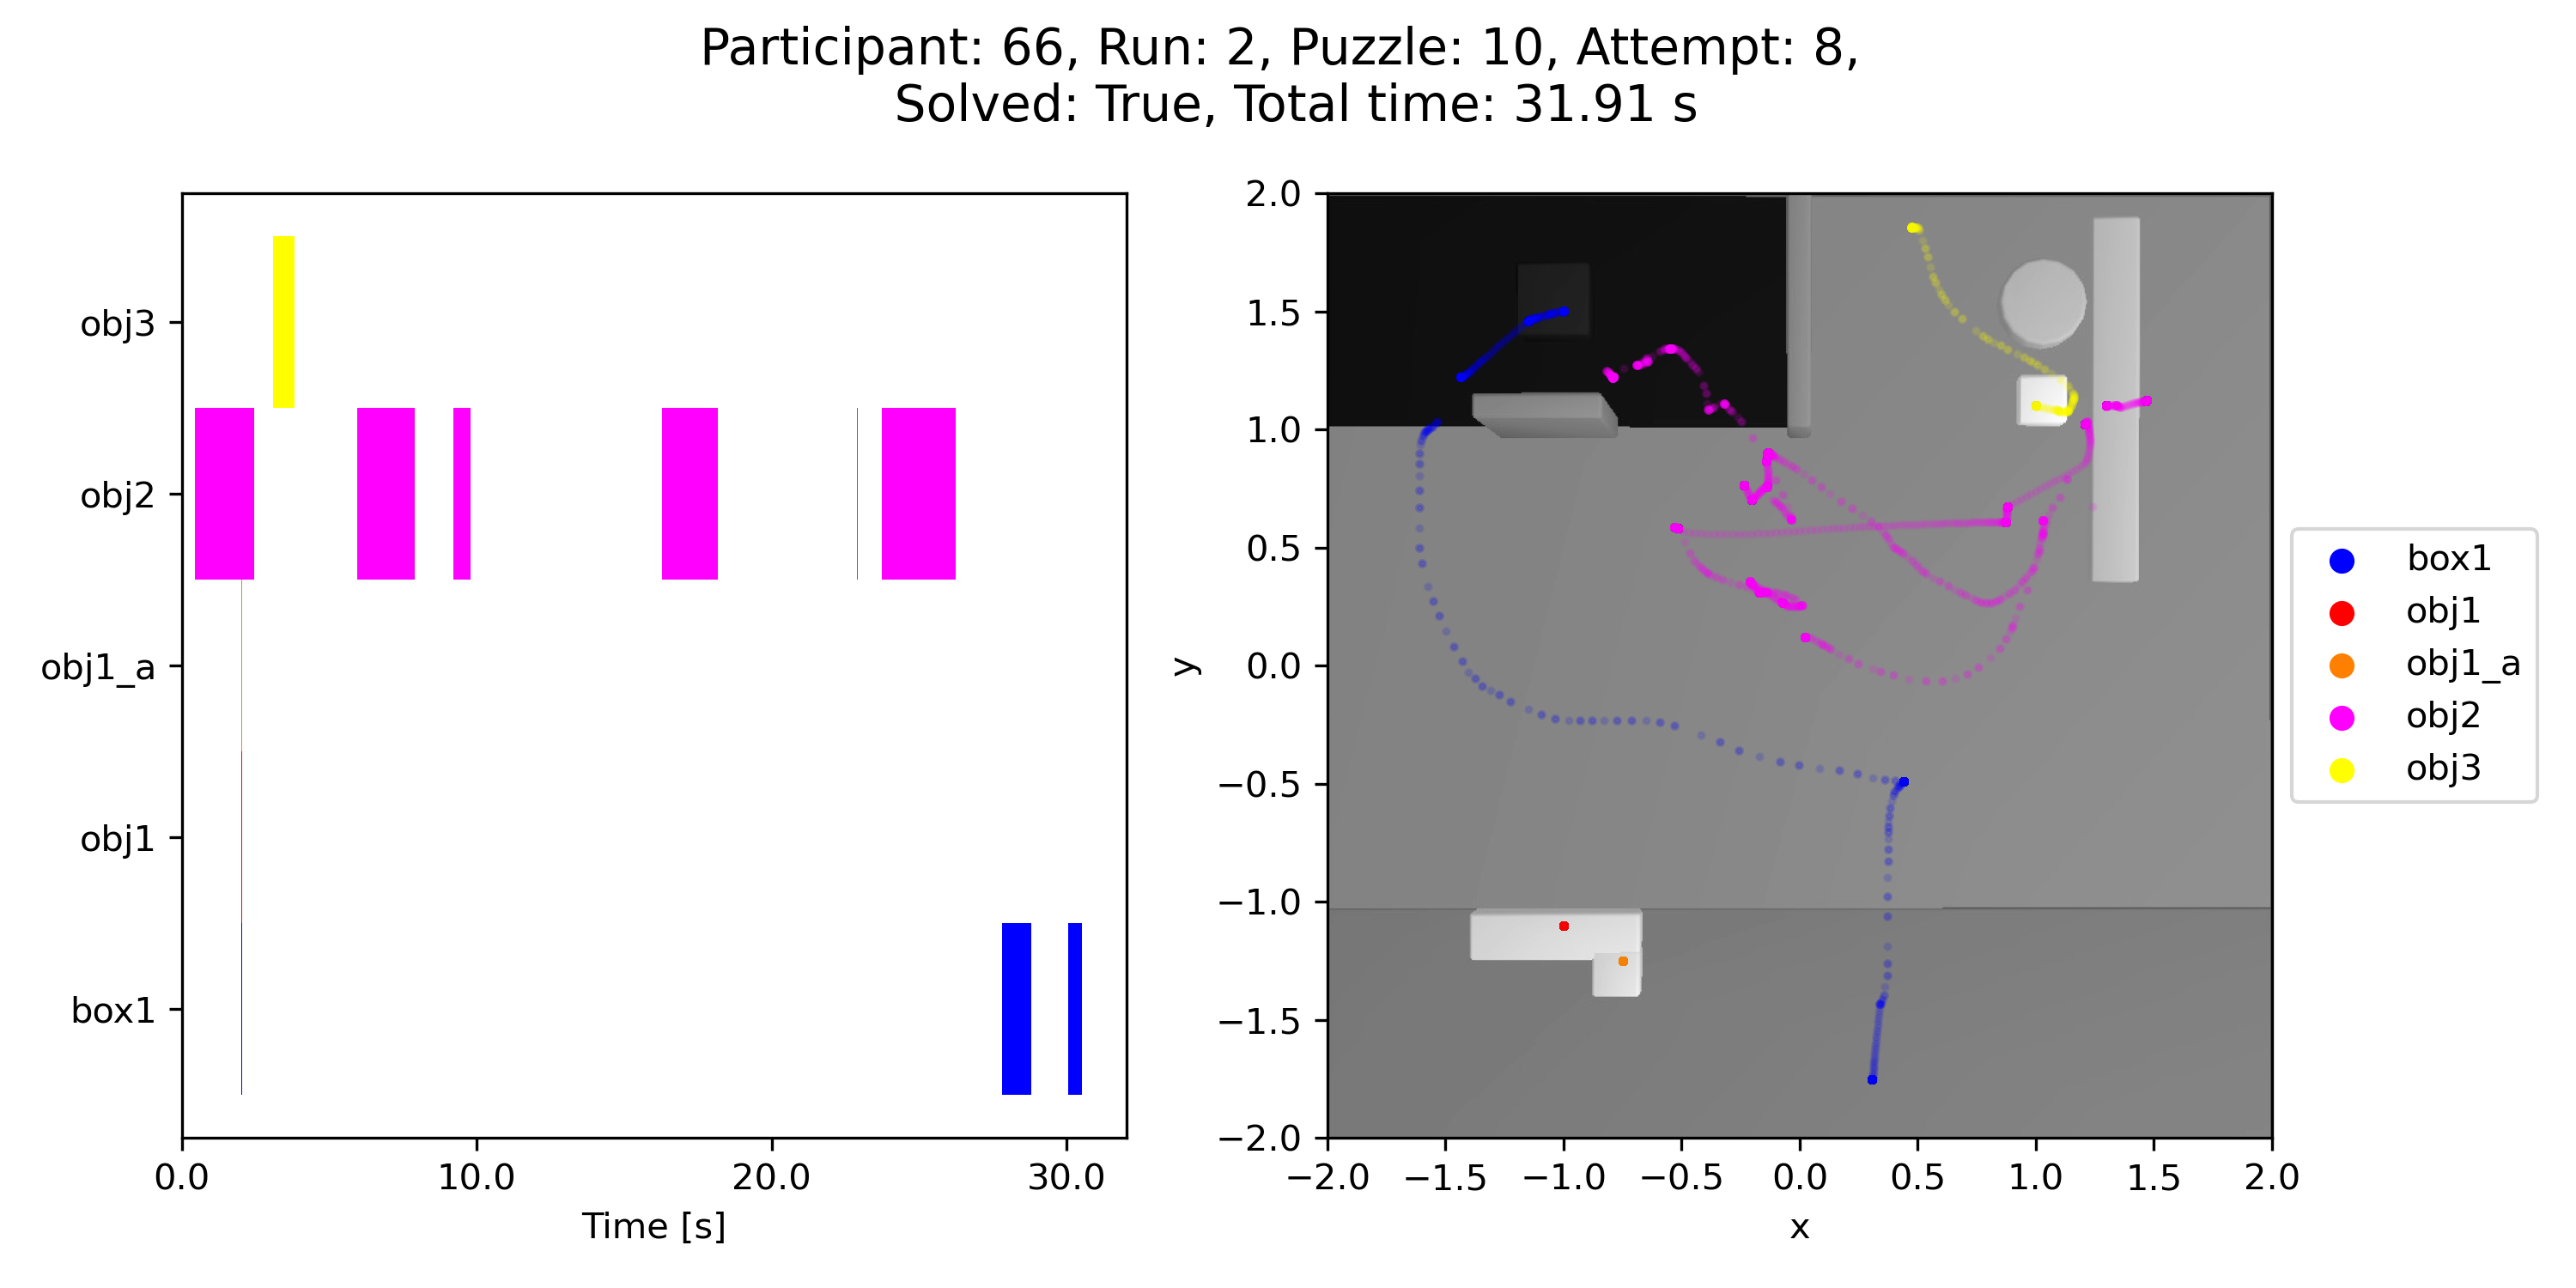 Participant: 66, Run: 2, Puzzle: 10, Attempt: 8,
Solved: True, Total time: 31.91 s
obj3
obj2
obj1_a
obj1
box1
0.0 10.0 20.0 30.0
Time [s]
2.0
1.5
1.0
0.5
0.0
−0.5
−1.0
−1.5
−2.0
y
−2.0 −1.5 −1.0 −0.5 0.0 0.5 1.0 1.5 2.0
x
box1
obj1
obj1_a
obj2
obj3